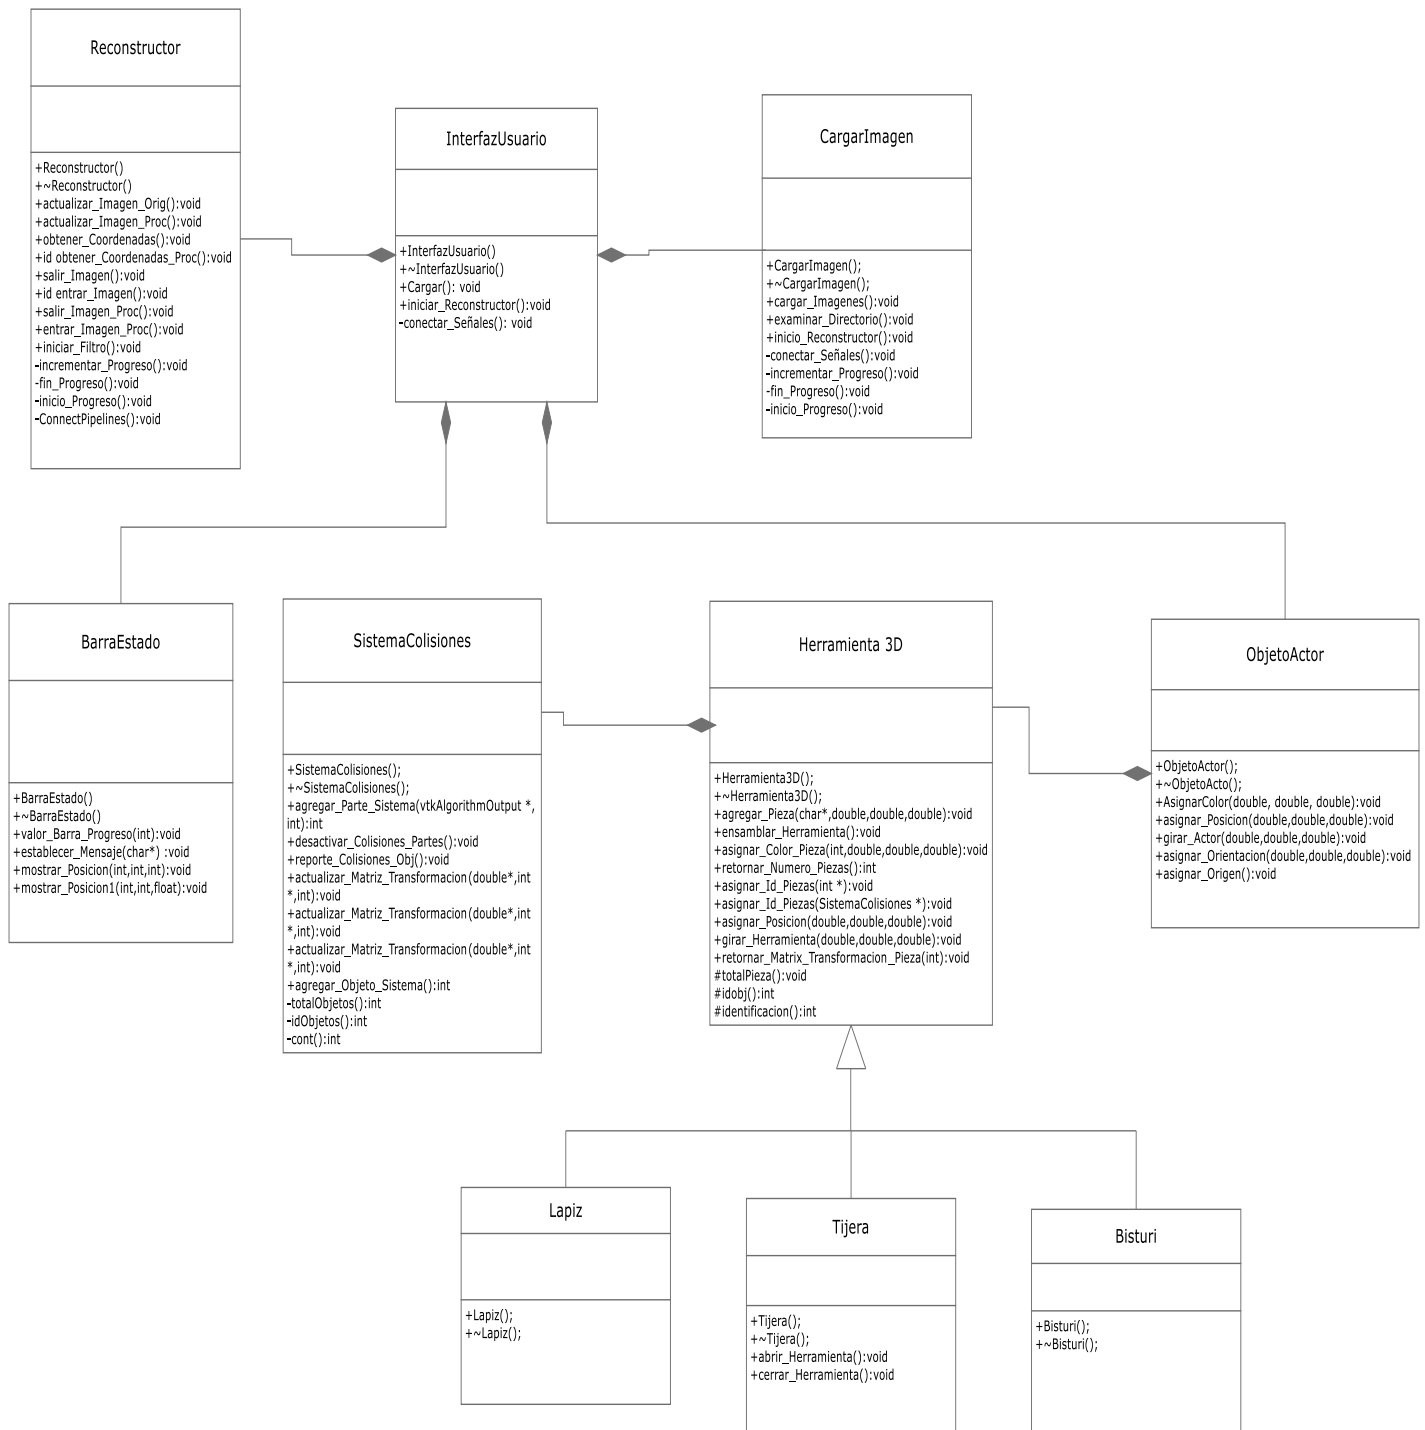 Reconstructor
+Reconstructor()
+~Reconstructor()
+actualizar_Imagen_Orig():void
+actualizar_Imagen_Proc():void
+obtener_Coordenadas():void
+id obtener_Coordenadas_Proc():void
+salir_Imagen():void
+id entrar_Imagen():void
+salir_Imagen_Proc():void
+entrar_Imagen_Proc():void
+iniciar_Filtro():void
-incrementar_Progreso():void
-fin_Progreso():void
-inicio_Progreso():void
-ConnectPipelines():void
InterfazUsuario
+InterfazUsuario()
+~InterfazUsuario()
+Cargar(): void
+iniciar_Reconstructor():void
-conectar_Señales(): void
CargarImagen
+CargarImagen();
+~CargarImagen();
+cargar_Imagenes():void
+examinar_Directorio():void
+inicio_Reconstructor():void
-conectar_Señales():void
-incrementar_Progreso():void
-fin_Progreso():void
-inicio_Progreso():void
BarraEstado
+BarraEstado()
+~BarraEstado()
+valor_Barra_Progreso(int):void
+establecer_Mensaje(char*) :void
+mostrar_Posicion(int,int,int):void
+mostrar_Posicion1(int,int,float):void
SistemaColisiones
+SistemaColisiones();
+~SistemaColisiones();
+agregar_Parte_Sistema(vtkAlgorithmOutput *,
int):int
+desactivar_Colisiones_Partes():void
+reporte_Colisiones_Obj():void
+actualizar_Matriz_Transformacion(double*,int
*,int):void
+actualizar_Matriz_Transformacion(double*,int
*,int):void
+actualizar_Matriz_Transformacion(double*,int
*,int):void
+agregar_Objeto_Sistema():int
-totalObjetos():int
-idObjetos():int
-cont():int
Herramienta 3D
+Herramienta3D();
+~Herramienta3D();
+agregar_Pieza(char*,double,double,double):void
+ensamblar_Herramienta():void
+asignar_Color_Pieza(int,double,double,double):void
+retornar_Numero_Piezas():int
+asignar_Id_Piezas(int *):void
+asignar_Id_Piezas(SistemaColisiones *):void
+asignar_Posicion(double,double,double):void
+girar_Herramienta(double,double,double):void
+retornar_Matrix_Transformacion_Pieza(int):void
#totalPieza():void
#idobj():int
#identificacion():int
ObjetoActor
+ObjetoActor();
+~ObjetoActo();
+AsignarColor(double, double, double):void
+asignar_Posicion(double,double,double):void
+girar_Actor(double,double,double):void
+asignar_Orientacion(double,double,double):void
+asignar_Origen():void
Lapiz
+Lapiz();
+~Lapiz();
Tijera
+Tijera();
+~Tijera();
+abrir_Herramienta():void
+cerrar_Herramienta():void
Bisturi
+Bisturi();
+~Bisturi();